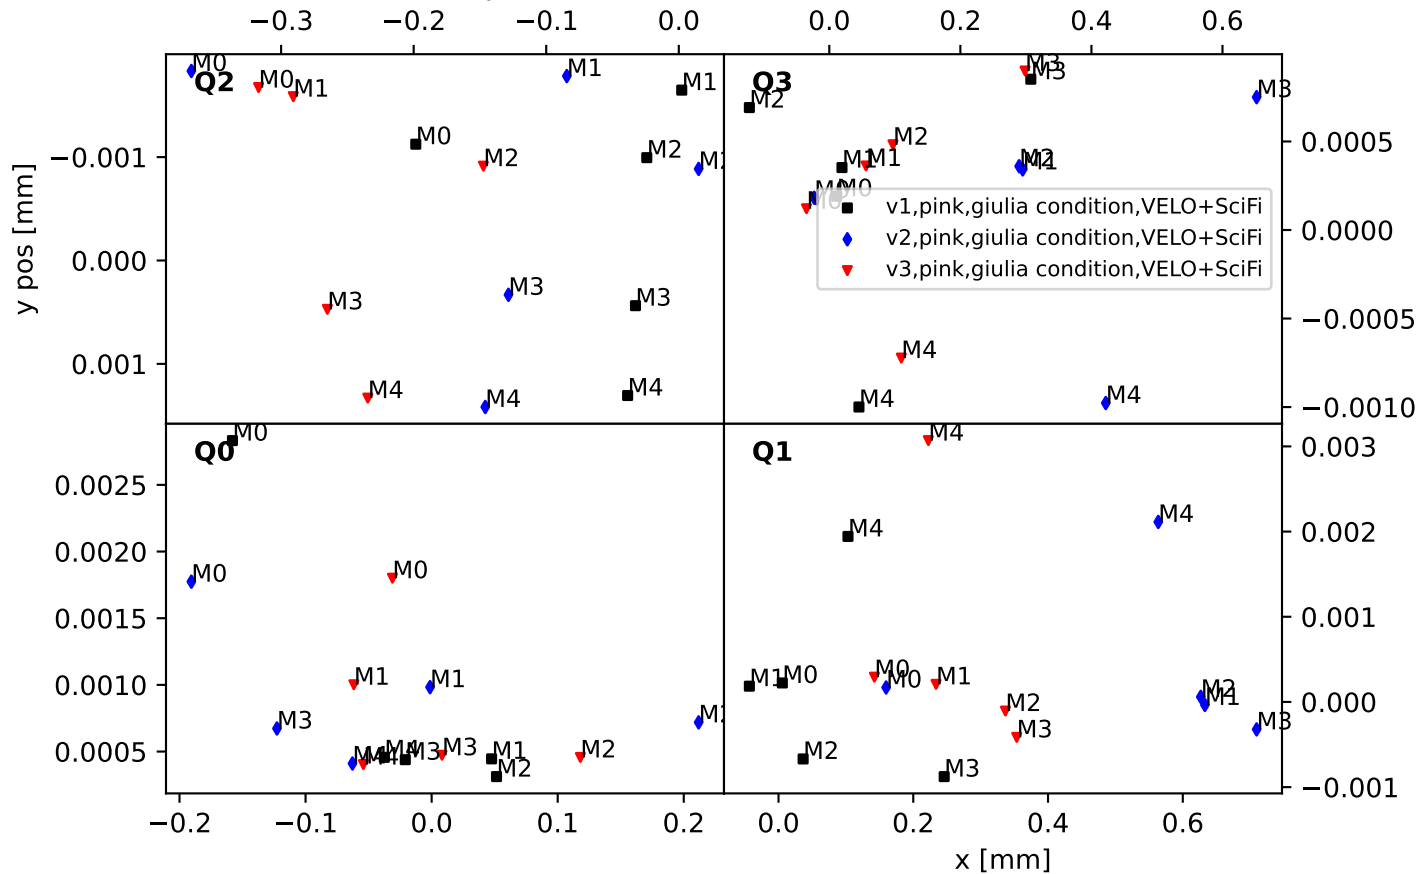 −0.3 −0.2 −0.1 0.0 0.0 0.2 0.4 0.6
Q2
M0 M0 M1 M1 M1
M0 M2 M2
M3 M3 M3
M4 M4 M4
−0.001
0.000
0.001
y pos [mm]
Q3
M3 M3 M3
M2 M2
M1 M1 M2 M1
M0 M0 M0
v1,pink,giulia condition,VELO+SciFi
v2,pink,giulia condition,VELO+SciFi
v3,pink,giulia condition,VELO+SciFi
M4 M4 M4
0.0005
0.0000
−0.0005
−0.0010
Q0
M0
M0 M0
M1 M1
M3
M4 M4 M4 M3 M3 M1 M2 M2
0.0025
0.0020
0.0015
0.0010
0.0005
Q1
M4
M4 M4
M1 M0 M0 M0 M1 M2 M1
M2 M3
M2 M3 M3
0.003
0.002
0.001
0.000
−0.001
−0.2 −0.1 0.0 0.1 0.2 0.0 0.2 0.4 0.6
x [mm]